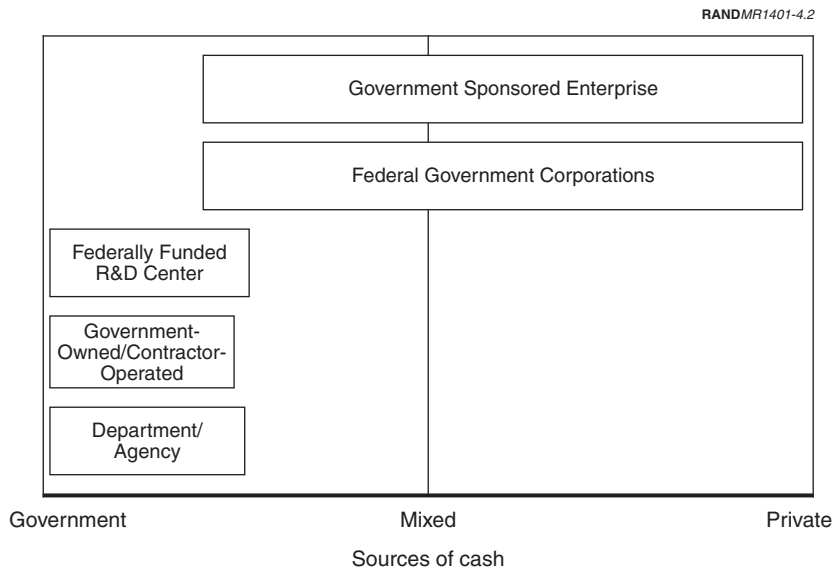 RANDMR1401-4.2
Government Sponsored Enterprise
Federal Government Corporations
Federally Funded
R&D Center
Government-
Owned/Contractor-
Operated
Department/
Agency
Government
Mixed
Private
Sources of cash